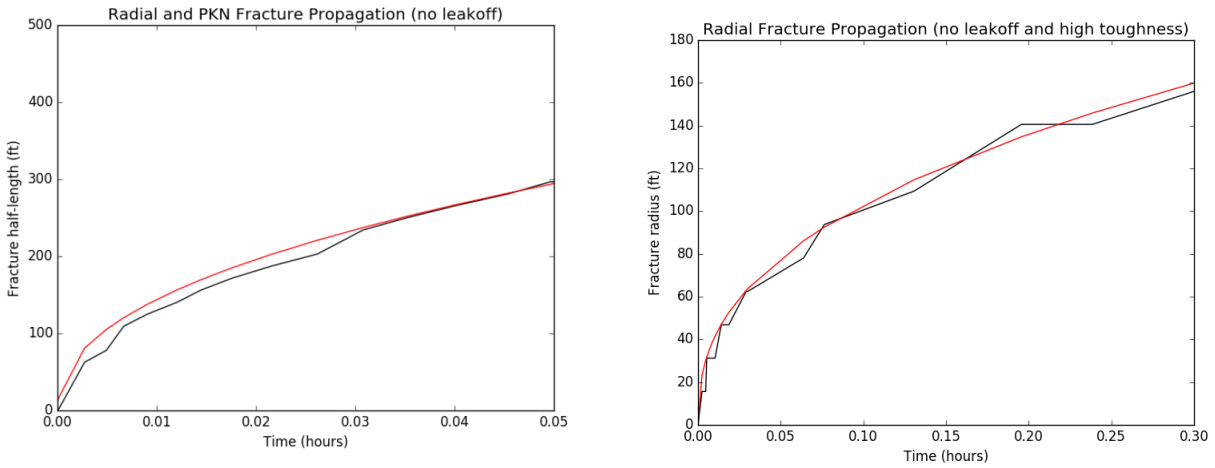 Radial and PKN Fracture Propagation (no leakoff)
500
400
300
200
100
0
0.00 0.01 0.02 0.03 0.04 0.05
Time (hours)
Fracture half-length (ft)
Radial Fracture Propagation (no leakoff and high toughness)
180
160
140
120
100
80
60
40
20
0
0.00 0.05 0.10 0.15 0.20 0.25 0.30
Time (hours)
Fracture radius (ft)